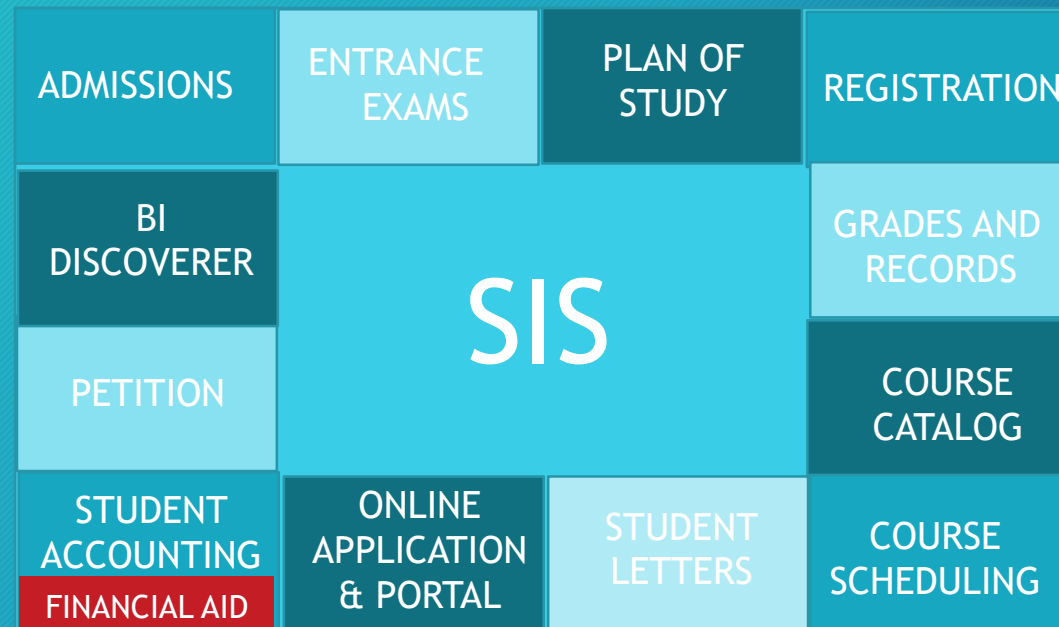 ADMISSIONS
ENTRANCE
EXAMS
PLAN OF
STUDY
REGISTRATION
BI
DISCOVERER
SIS
GRADES AND
RECORDS
PETITION
COURSE
CATALOG
STUDENT
ACCOUNTING
FINANCIAL AID
ONLINE
APPLICATION
& PORTAL
STUDENT
LETTERS
COURSE
SCHEDULING